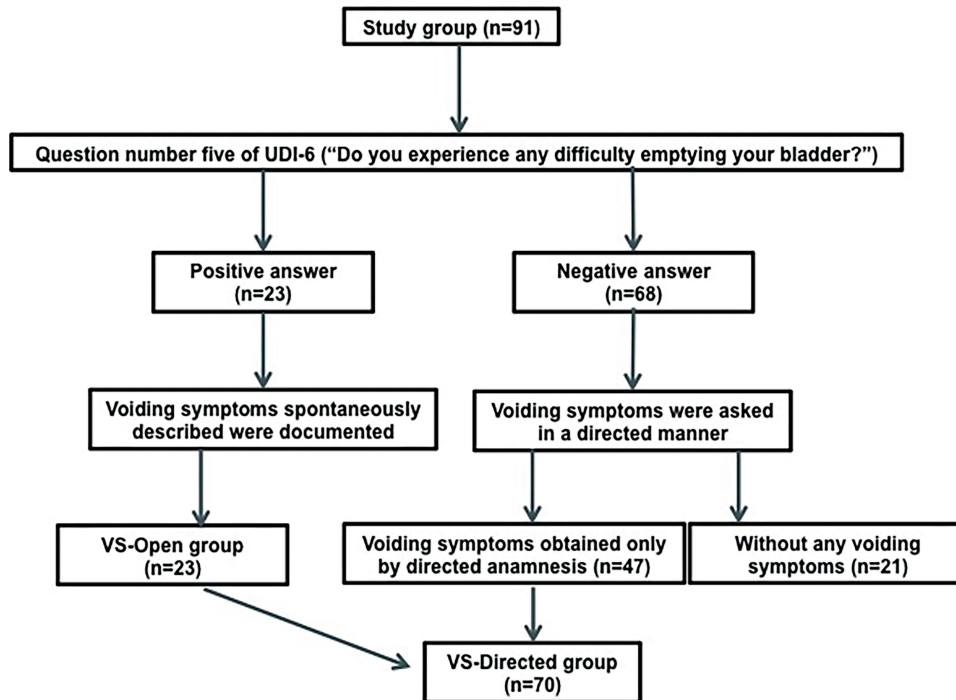 Study group (n=91)
Question number five of UDI-6 (“Do you experience any difficulty emptying your bladder?”)
Positive answer
(n=23)
Negative answer
(n=68)
Voiding symptoms spontaneously
described were documented
Voiding symptoms were asked
in a directed manner
VS-Open group
(n=23)
Voiding symptoms obtained only
by directed anamnesis (n=47)
Without any voiding
symptoms (n=21)
VS-Directed group
(n=70)